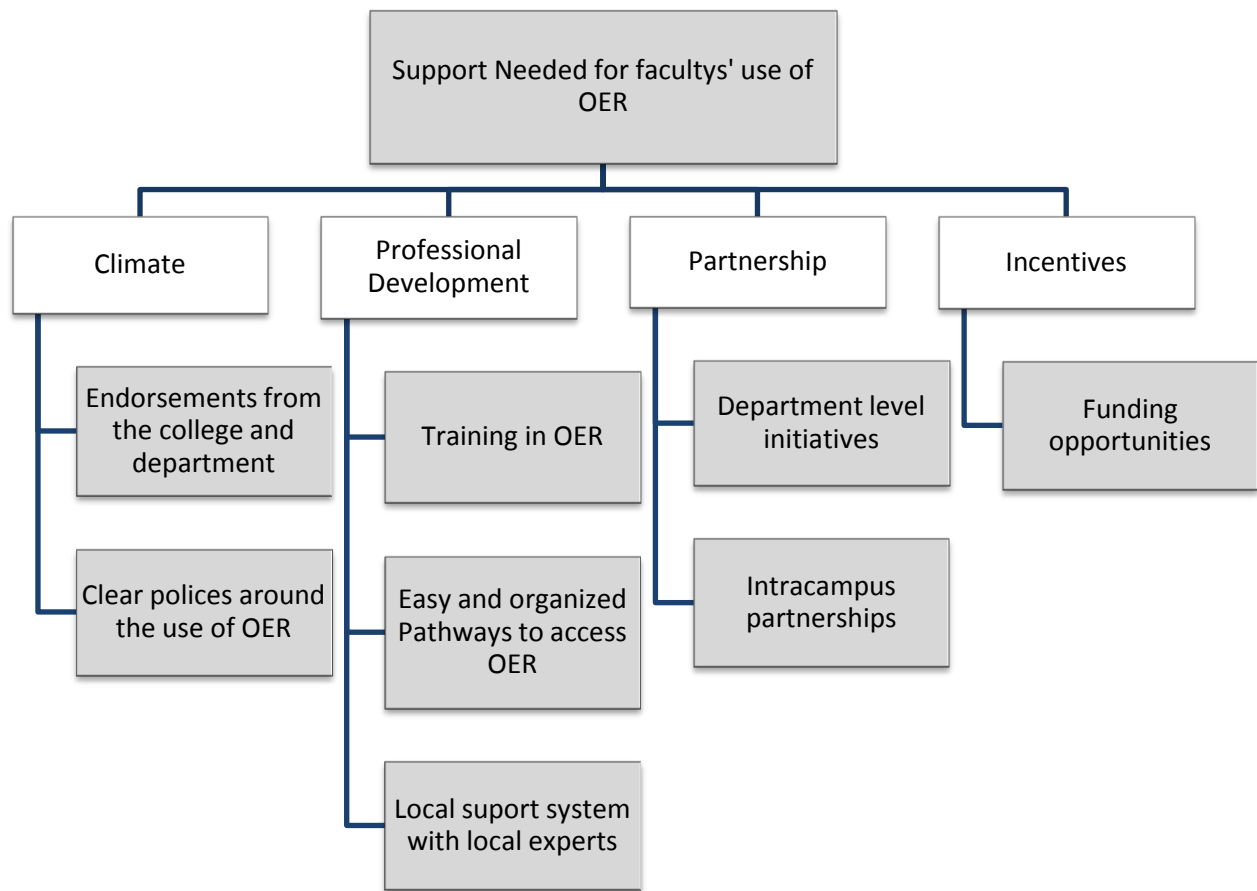 Support Needed for facultys' use of
OER
Climate
Professional
Development
Partnership
Incentives
Endorsements from
the college and
department
Training in OER
Department level
initiatives
Funding
opportunities
Clear polices around
the use of OER
Easy and organized
Pathways to access
OER
Intracampus
partnerships
Local suport system
with local experts